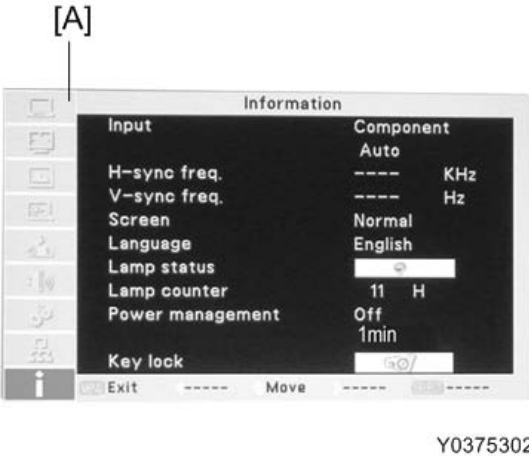 [A]
Information
Input Component
Auto
H-sync freq. ---- KHz
V-sync freq. ---- Hz
Screen Normal
Language English
Lamp status
Lamp counter 11 H
Power management Off
1min
Key lock
i Exit ----- Move ----- -----
Y0375302